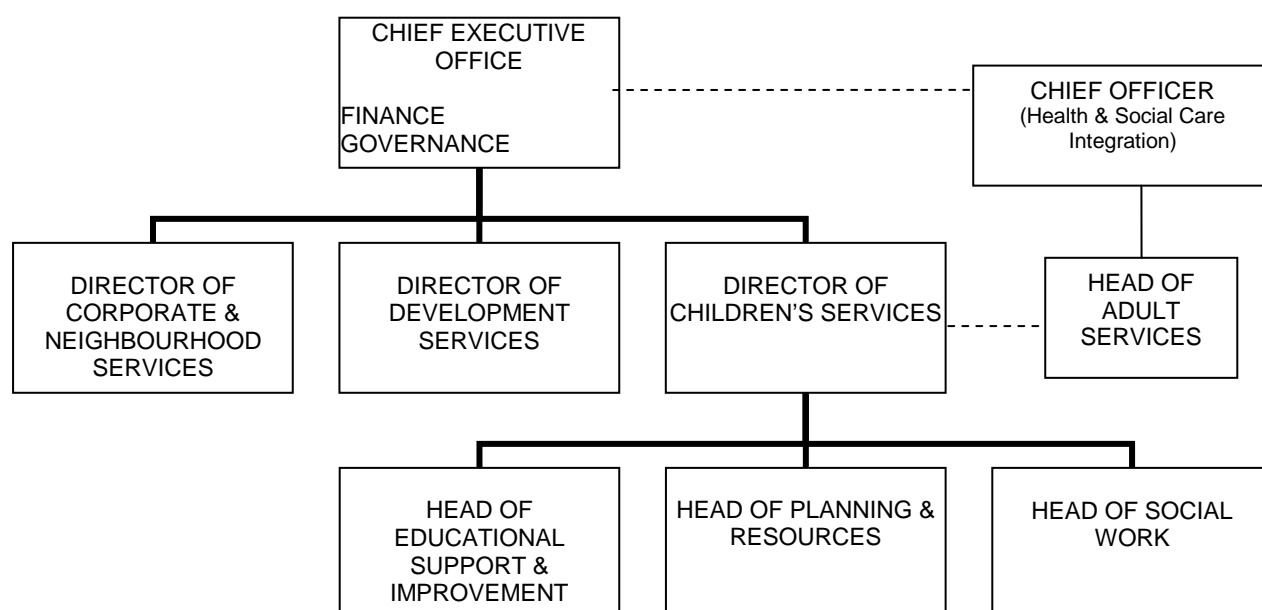 CHIEF EXECUTIVE
OFFICE
FINANCE
GOVERNANCE
CHIEF OFFICER
(Health & Social Care
Integration)
DIRECTOR OF
CORPORATE &
NEIGHBOURHOOD
SERVICES
DIRECTOR OF
DEVELOPMENT
SERVICES
DIRECTOR OF
CHILDREN’S SERVICES
HEAD OF
ADULT
SERVICES
HEAD OF
EDUCATIONAL
SUPPORT &
IMPROVEMENT
HEAD OF PLANNING &
RESOURCES
HEAD OF SOCIAL
WORK